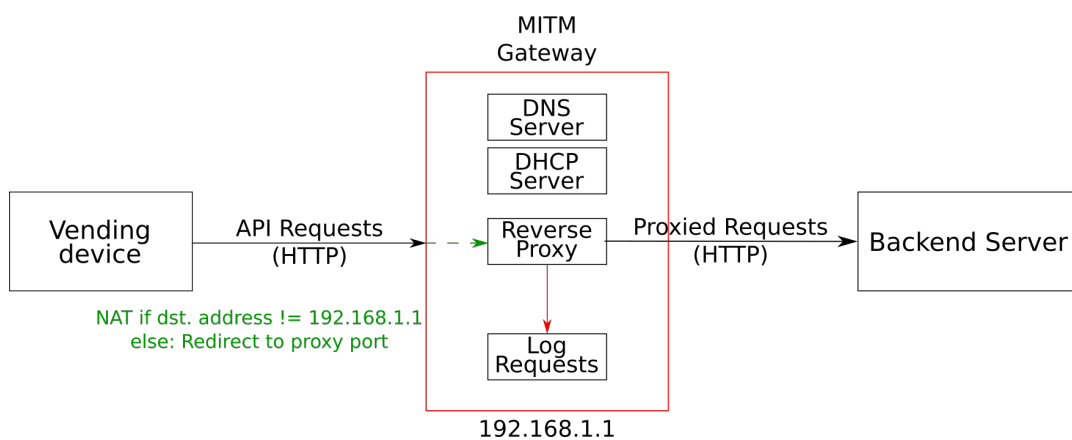 MITM
Gateway
DNS
Server
DHCP
Server
Vending
device
API Requests
(HTTP)
Reverse
Proxy
Proxied Requests
(HTTP)
Backend Server
NAT if dst. address != 192.168.1.1
else: Redirect to proxy port
Log
Requests
192.168.1.1